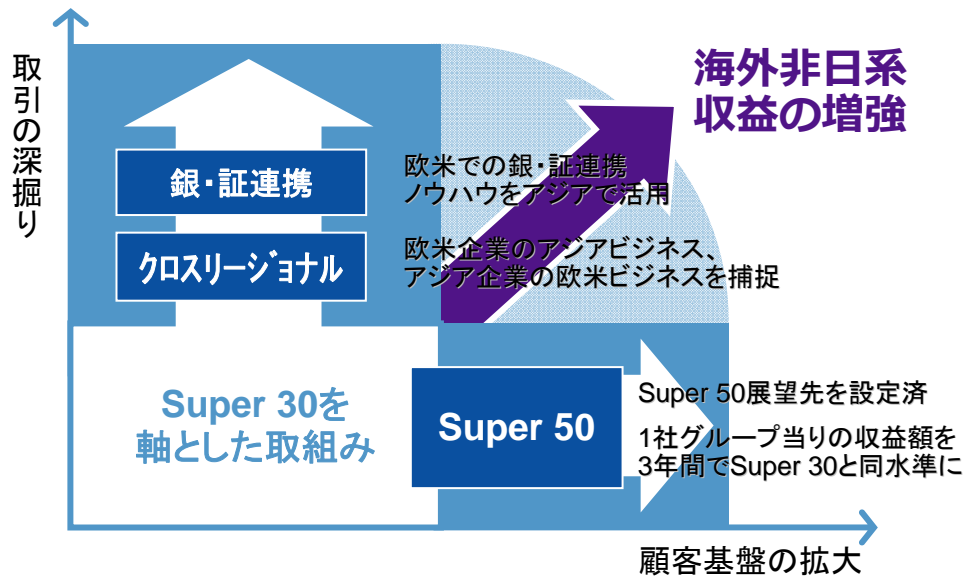 取引の深掘り
海外非日系
収益の増強
銀・証連携
欧米での銀・証連携
ノウハウをアジアで活用
クロスリージョナル
欧米企業のアジアビジネス、
アジア企業の欧米ビジネスを捕捉
Super 30を
軸とした取組み
Super 50
Super 50展望先を設定済
1社グループ当りの収益額を
3年間でSuper 30と同水準に
顧客基盤の拡大